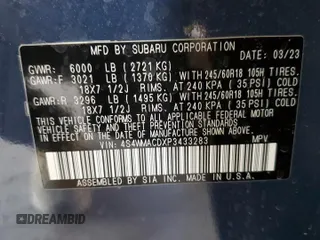 MFD. BY SUBARU CORPORATION 03/23
GVWR: 6000 LB (2721 KG)
GAWR:F 3021 LB (1370 KG) WITH 245/60R18 105H TIRES.
18X7 1/2J RIMS AT 240 KPA (35 PSI) COLD
GAWR:R 3296 LB (1495 KG) WITH 245/60R18 105H TIRES.
18X7 1/2J RIMS AT 240 KPA (35 PSI) COLD
THIS VEHICLE CONFORMS TO ALL APPLICABLE
FEDERAL MOTOR VEHICLE SAFETY, BUMPER, AND
THEFT PREVENTION STANDARDS IN EFFECT ON
THE DATE OF MANUFACTURE SHOWN ABOVE.
VIN: 4S4WMACDXP3433283 MPV
ASSEMBLED BY SIA INC. MADE IN U.S.A.
DREAMBID